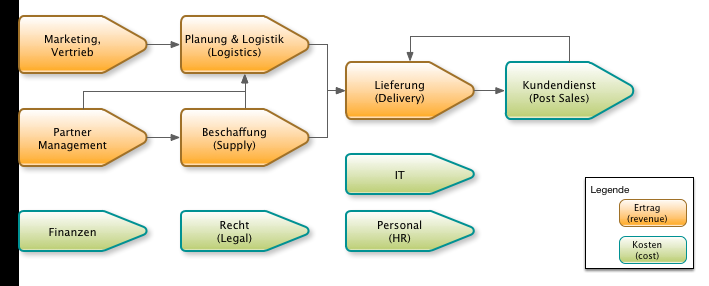 Marketing,
Vertrieb
Planung & Logistik
(Logistics)
Lieferung
(Delivery)
Kundendienst
(Post Sales)
Partner
Management
Beschaffung
(Supply)
IT
Finanzen
Recht
(Legal)
Personal
(HR)
Legende
Ertrag
(revenue)
Kosten
(cost)